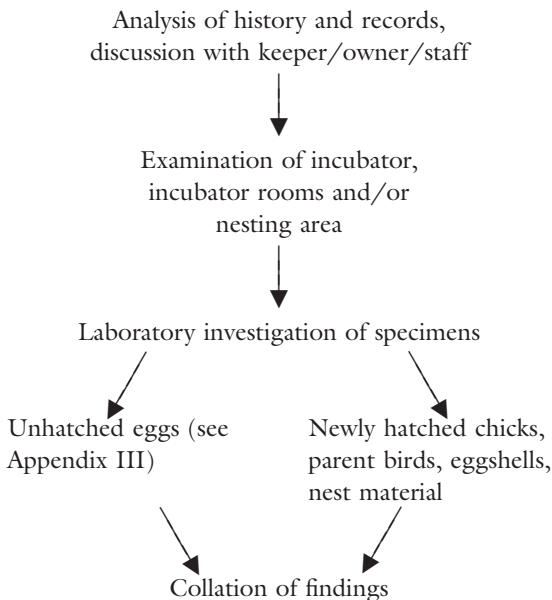 Analysis of history and records,
discussion with keeper/owner/staff
Examination of incubator,
incubator rooms and/or
nesting area
Laboratory investigation of specimens
Unhatched eggs (see
Appendix III)
Newly hatched chicks,
parent birds, eggshells,
nest material
Collation of findings